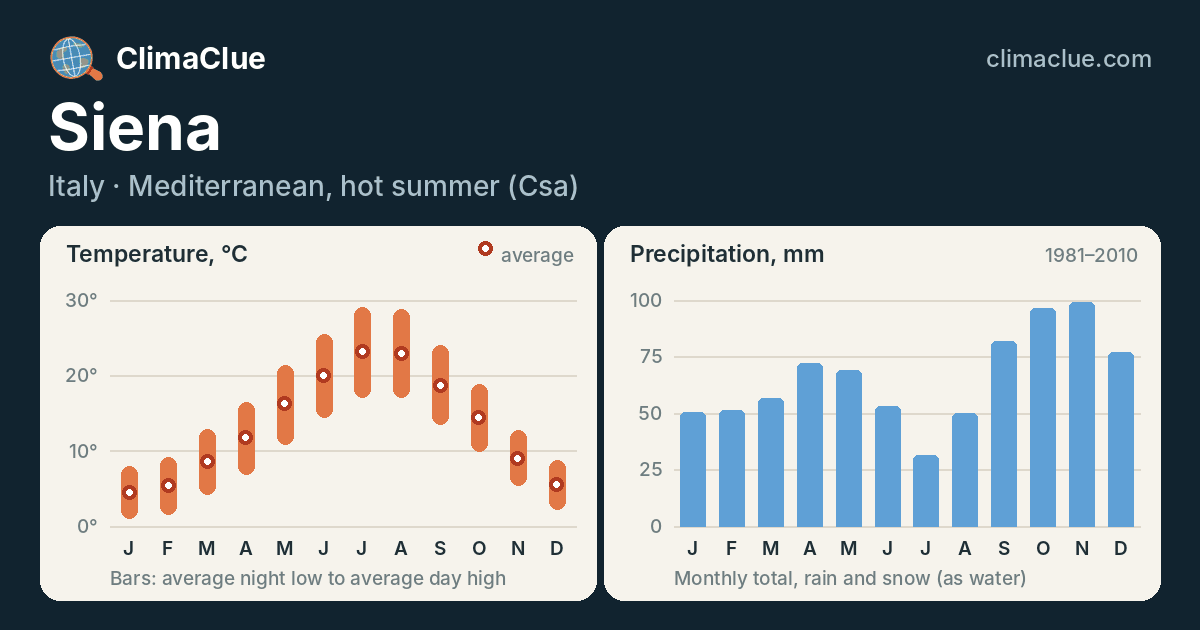 ClimaClue
climaclue.com
Siena
Italy · Mediterranean, hot summer (Csa)
Temperature, °C
average
30°
20°
10°
0°
J F M A M J J A S O N D
Bars: average night low to average day high
Precipitation, mm
1981–2010
100
75
50
25
0
J F M A M J J A S O N D
Monthly total, rain and snow (as water)